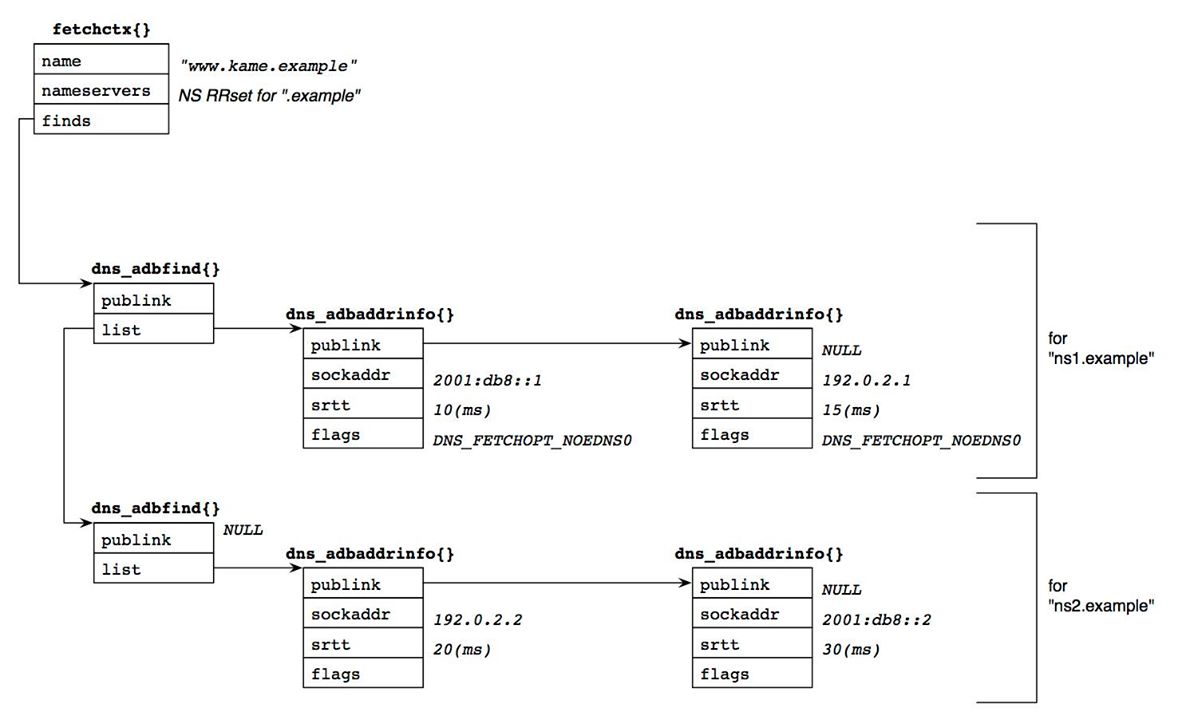 fetchctx{}
name
"www.kame.example"
nameservers
NS RRset for ".example"
finds
dns_adbfind{}
publink
list
dns_adbaddrinfo{}
publink
sockaddr
2001:db8::1
srtt
10(ms)
flags
DNS_FETCHOPT_NOEDNS0
dns_adbaddrinfo{}
publink
NULL
sockaddr
192.0.2.1
srtt
15(ms)
flags
DNS_FETCHOPT_NOEDNS0
for
"ns1.example"
dns_adbfind{}
publink
NULL
list
dns_adbaddrinfo{}
publink
sockaddr
192.0.2.2
srtt
20(ms)
flags
dns_adbaddrinfo{}
publink
NULL
sockaddr
2001:db8::2
srtt
30(ms)
flags
for
"ns2.example"